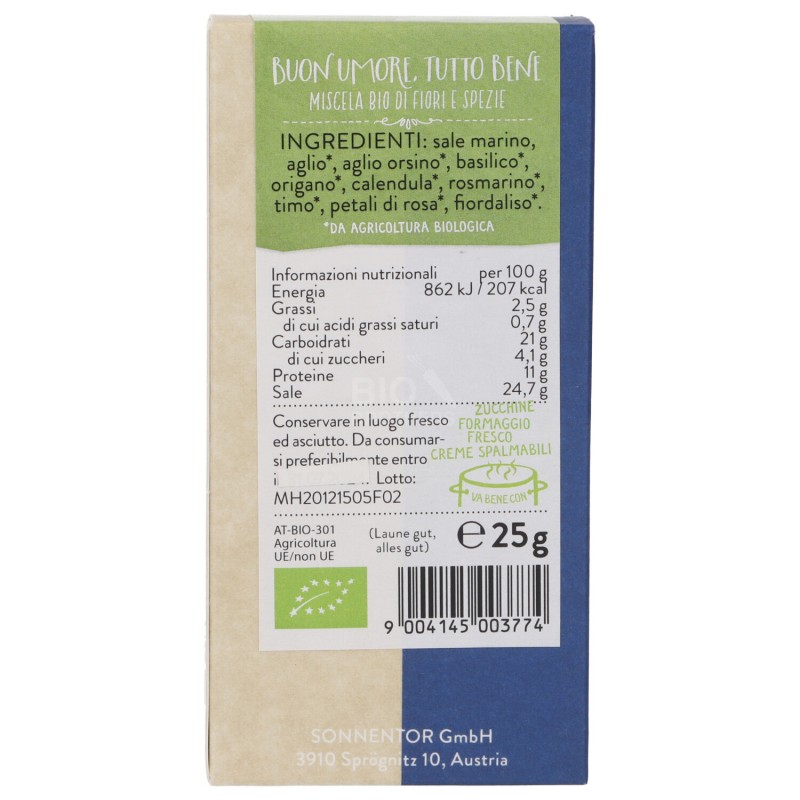 BUON UMORE, TUTTO BENE
MISCELA BIO DI FIORI E SPEZIE
INGREDIENTI: sale marino,
aglio*, aglio orsino*, basilico*,
origano*, calendula*, rosmarino*,
timo*, petali di rosa*, fiordaliso*.
*DA AGRICOLTURA BIOLOGICA
Informazioni nutrizionali per 100 g
Energia 862 kJ / 207 kcal
Grassi 2,5 g
di cui acidi grassi saturi 0,7 g
Carboidrati 21 g
di cui zuccheri 4,1 g
Proteine 11 g
Sale 24,7 g
BIO
Conservare in luogo fresco
ed asciutto. Da consumar-
si preferibilmente entro
Lotto:
MH20121505F02
ZUCCHINE
FORMAGGIO
FRESCO
CREME SPALMABILI
VA BENE CON
AT-BIO-301
Agricoltura
UE/non UE
(Laune gut,
alles gut)
℮ 25g
9 004145 003774
SONNENTOR GmbH
3910 Sprögnitz 10, Austria